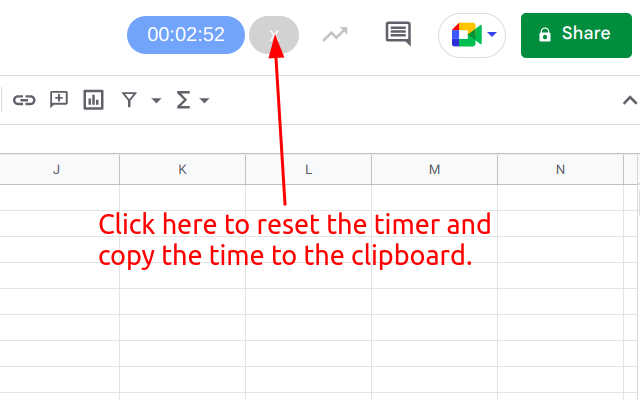 00:02:52 x Share
J K L M N
Click here to reset the timer and
copy the time to the clipboard.